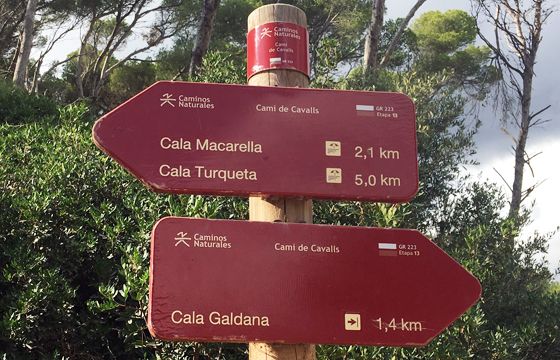 Caminos
Naturales
Camí de
Cavalls
Caminos
Naturales
Camí de Cavalls
GR 223
Etapa 13
Cala Macarella 2,1 km
Cala Turqueta 5,0 km
Caminos
Naturales
Camí de Cavalls
GR 223
Etapa 13
Cala Galdana 1,4 km